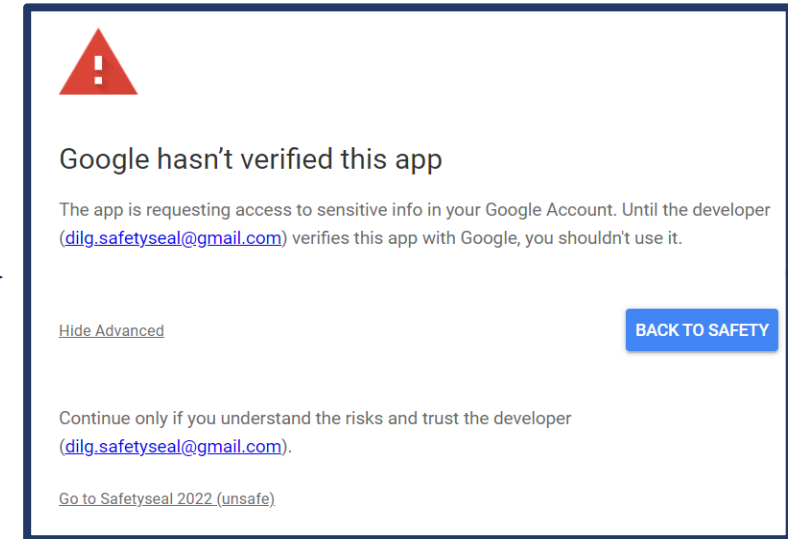 Google hasn’t verified this app
The app is requesting access to sensitive info in your Google Account. Until the developer
(dilg.safetyseal@gmail.com) verifies this app with Google, you shouldn't use it.
Hide Advanced
BACK TO SAFETY
Continue only if you understand the risks and trust the developer
(dilg.safetyseal@gmail.com).
Go to Safetyseal 2022 (unsafe)